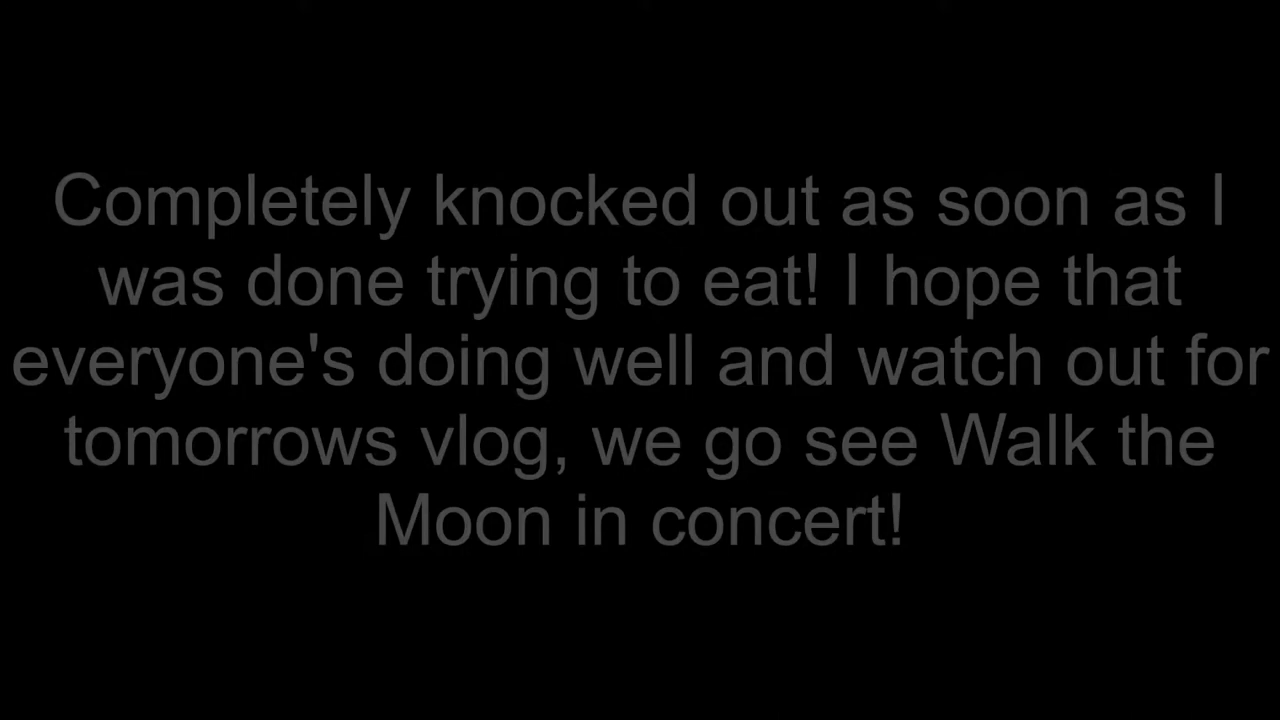 Completely knocked out as soon as I
was done trying to eat! I hope that
everyone's doing well and watch out for
tomorrows vlog, we go see Walk the
Moon in concert!